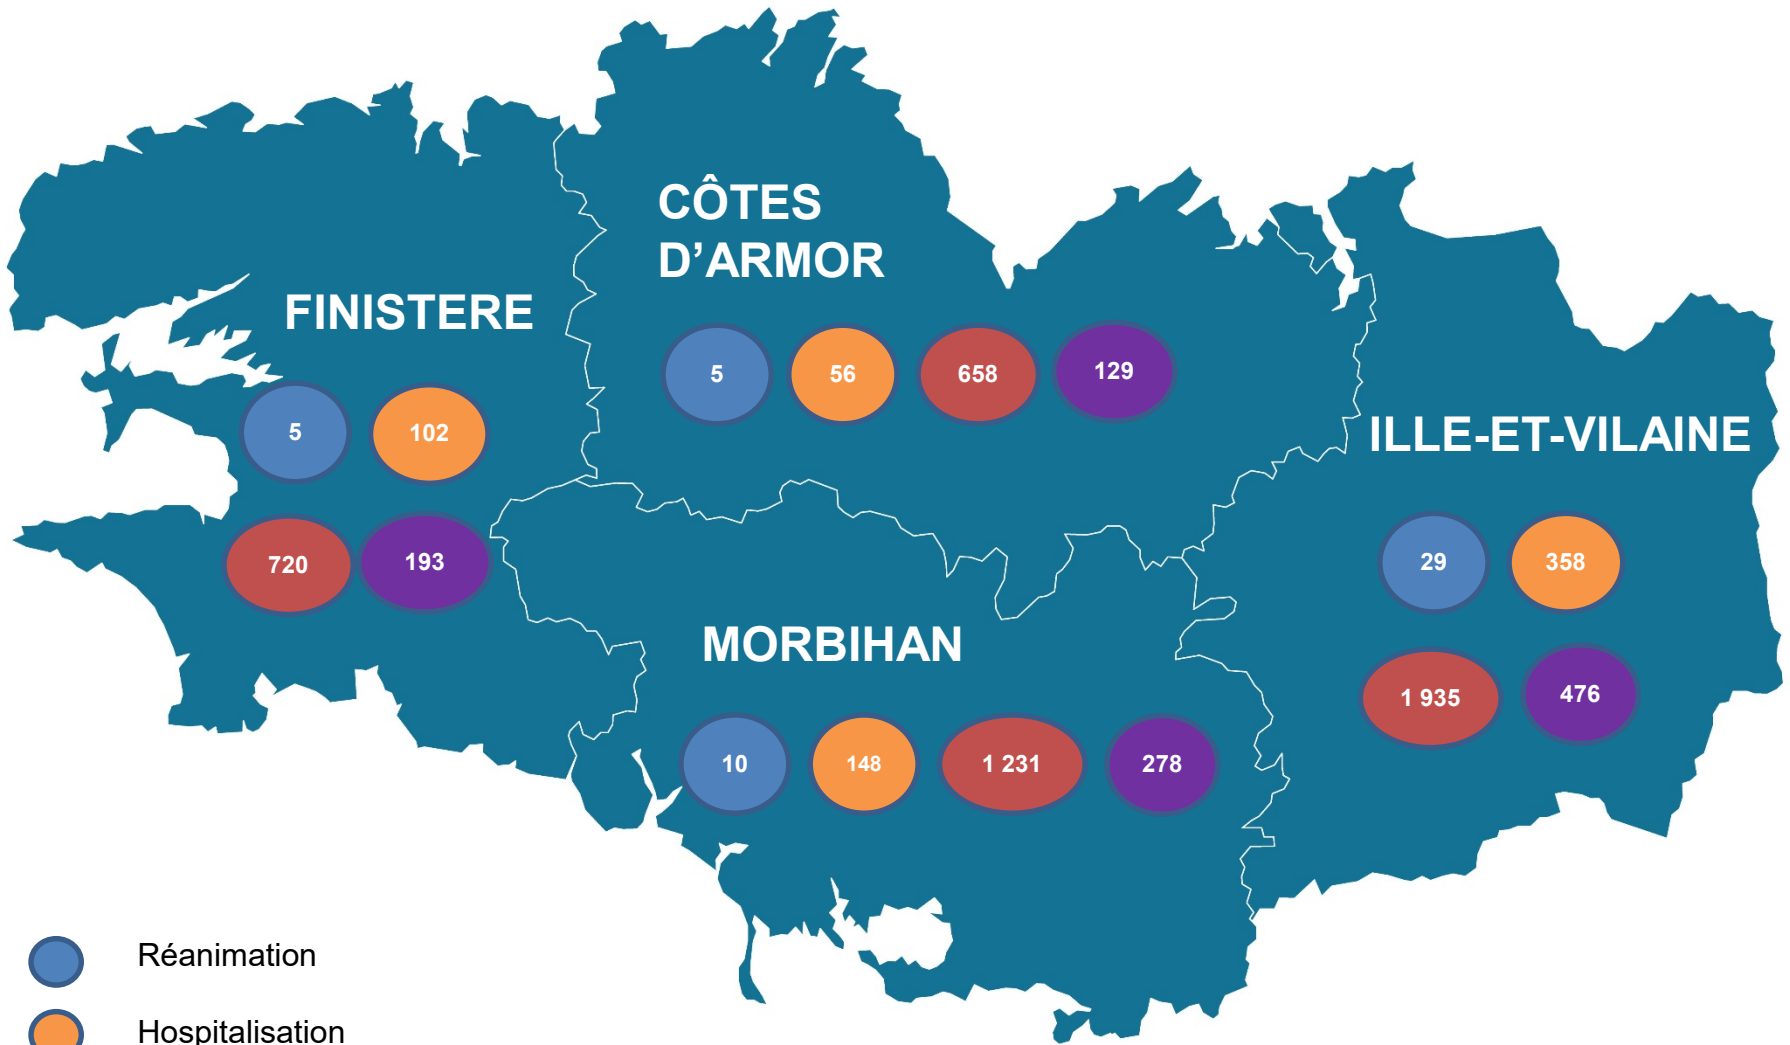 CÔTES
D’ARMOR
5 56 658 129
FINISTERE
5 102
720 193
ILLE-ET-VILAINE
29 358
1 935 476
MORBIHAN
10 148 1 231 278
Réanimation
Hospitalisation